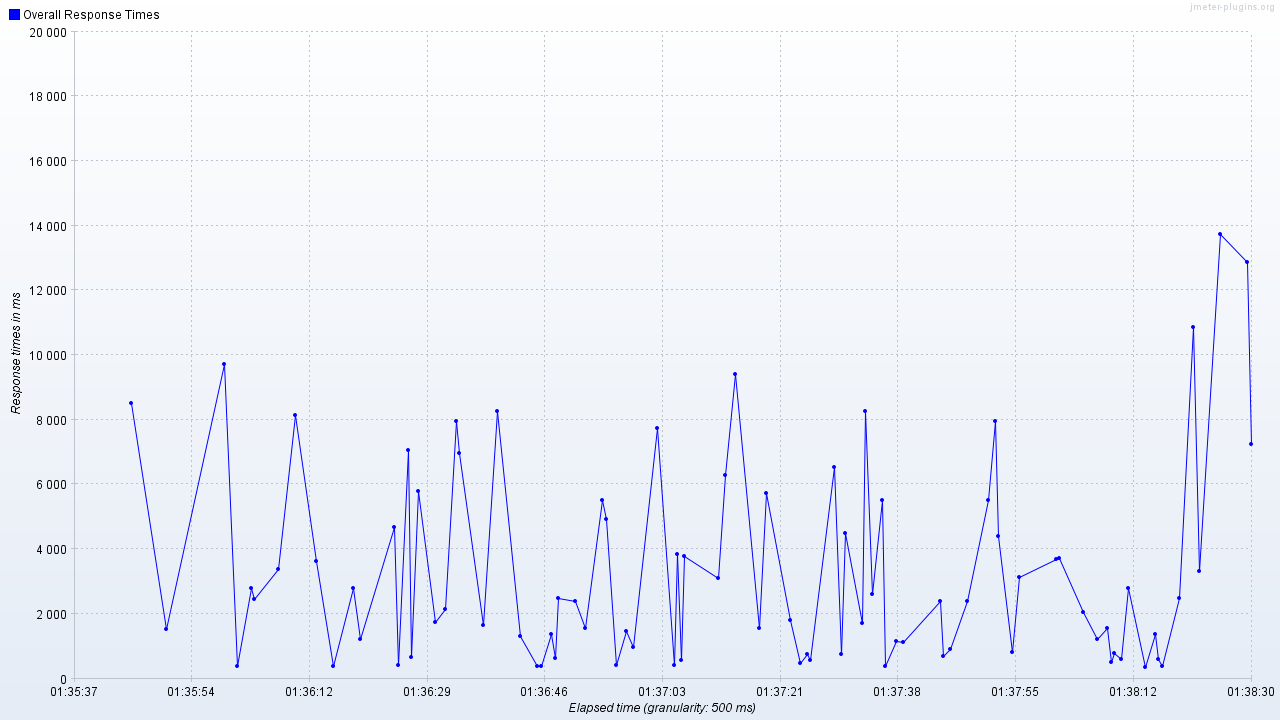 Overall Response Times
jmeter-plugins.org
20 000
18 000
16 000
14 000
12 000
10 000
8 000
6 000
4 000
2 000
0
Response times in ms
01:35:37 01:35:54 01:36:12 01:36:29 01:36:46 01:37:03 01:37:21 01:37:38 01:37:55 01:38:12 01:38:30
Elapsed time (granularity: 500 ms)